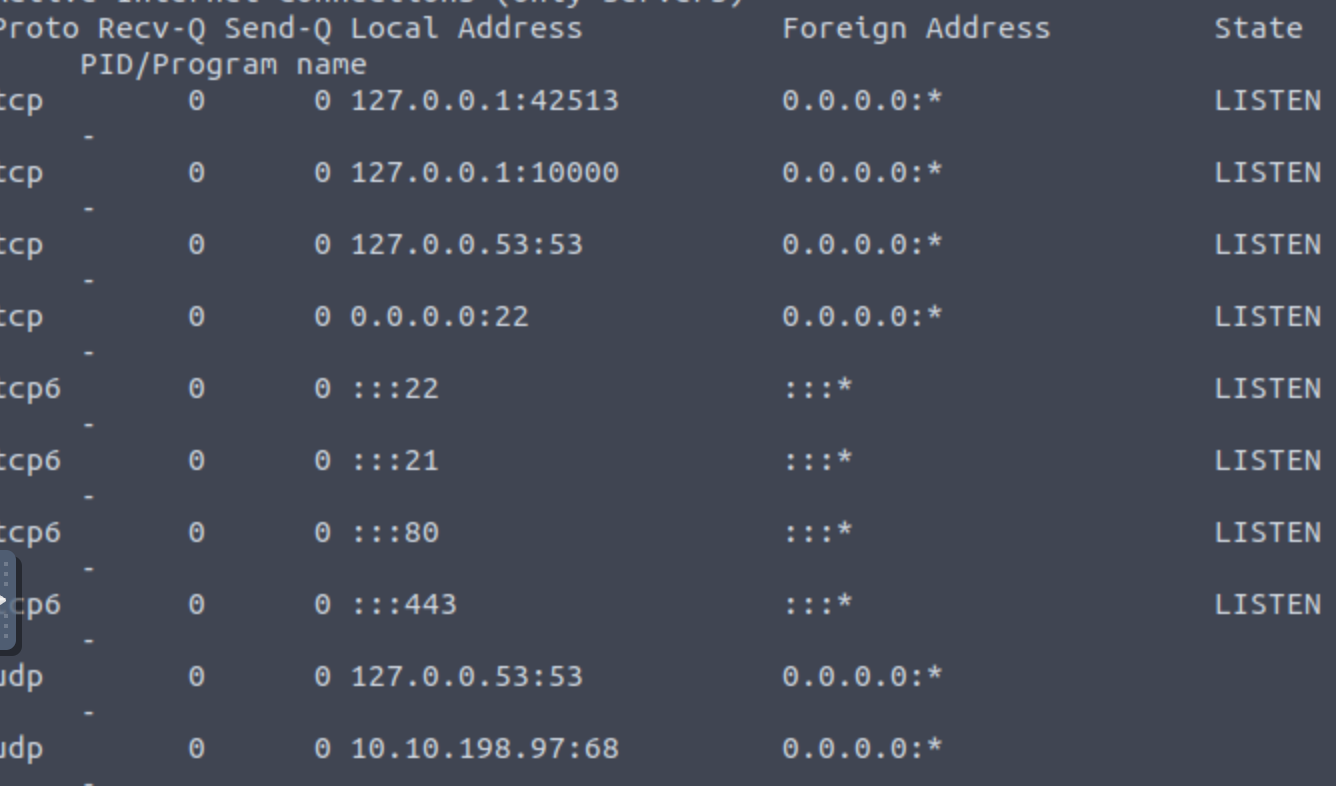 Proto Recv-Q Send-Q Local Address Foreign Address State
PID/Program name
tcp 0 0 127.0.0.1:42513 0.0.0.0:* LISTEN
-
tcp 0 0 127.0.0.1:10000 0.0.0.0:* LISTEN
-
tcp 0 0 127.0.0.53:53 0.0.0.0:* LISTEN
-
tcp 0 0 0.0.0.0:22 0.0.0.0:* LISTEN
-
tcp6 0 0 :::22 :::* LISTEN
-
tcp6 0 0 :::21 :::* LISTEN
-
tcp6 0 0 :::80 :::* LISTEN
-
tcp6 0 0 :::443 :::* LISTEN
-
udp 0 0 127.0.0.53:53 0.0.0.0:*
-
udp 0 0 10.10.198.97:68 0.0.0.0:*
-